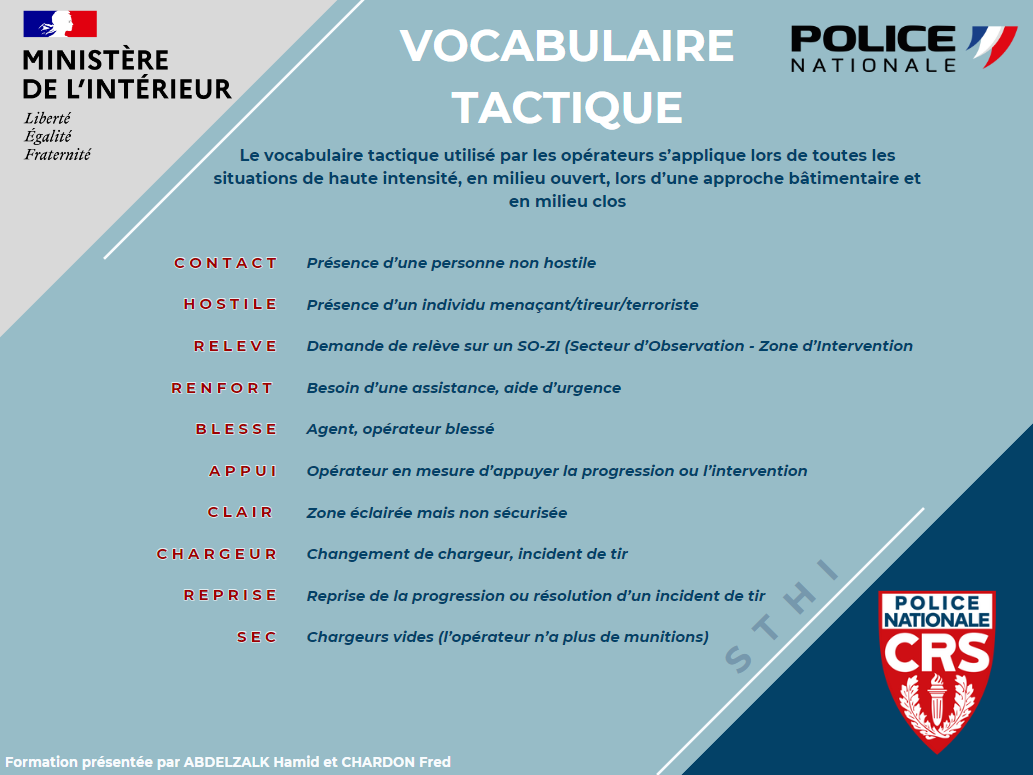 MINISTÈRE
DE L'INTÉRIEUR
Liberté
Égalité
Fraternité
VOCABULAIRE
TACTIQUE
POLICE
NATIONALE
Le vocabulaire tactique utilisé par les opérateurs s'applique lors de toutes les
situations de haute intensité, en milieu ouvert, lors d'une approche bâtimentaire et
en milieu clos
CONTACT Présence d'une personne non hostile
HOSTILE Présence d'un individu menaçant/tireur/terroriste
RELEVE Demande de relève sur un SO-ZI (Secteur d'Observation - Zone d'Intervention
RENFORT Besoin d'une assistance, aide d'urgence
BLESSE Agent, opérateur blessé
APPUI Opérateur en mesure d'appuyer la progression ou l'intervention
CLAIR Zone éclairée mais non sécurisée
CHARGEUR Changement de chargeur, incident de tir
REPRISE Reprise de la progression ou résolution d'un incident de tir
SEC Chargeurs vides (l'opérateur n'a plus de munitions)
STHI
POLICE
NATIONALE
CRS
Formation présentée par ABDELZALK Hamid et CHARDON Fred